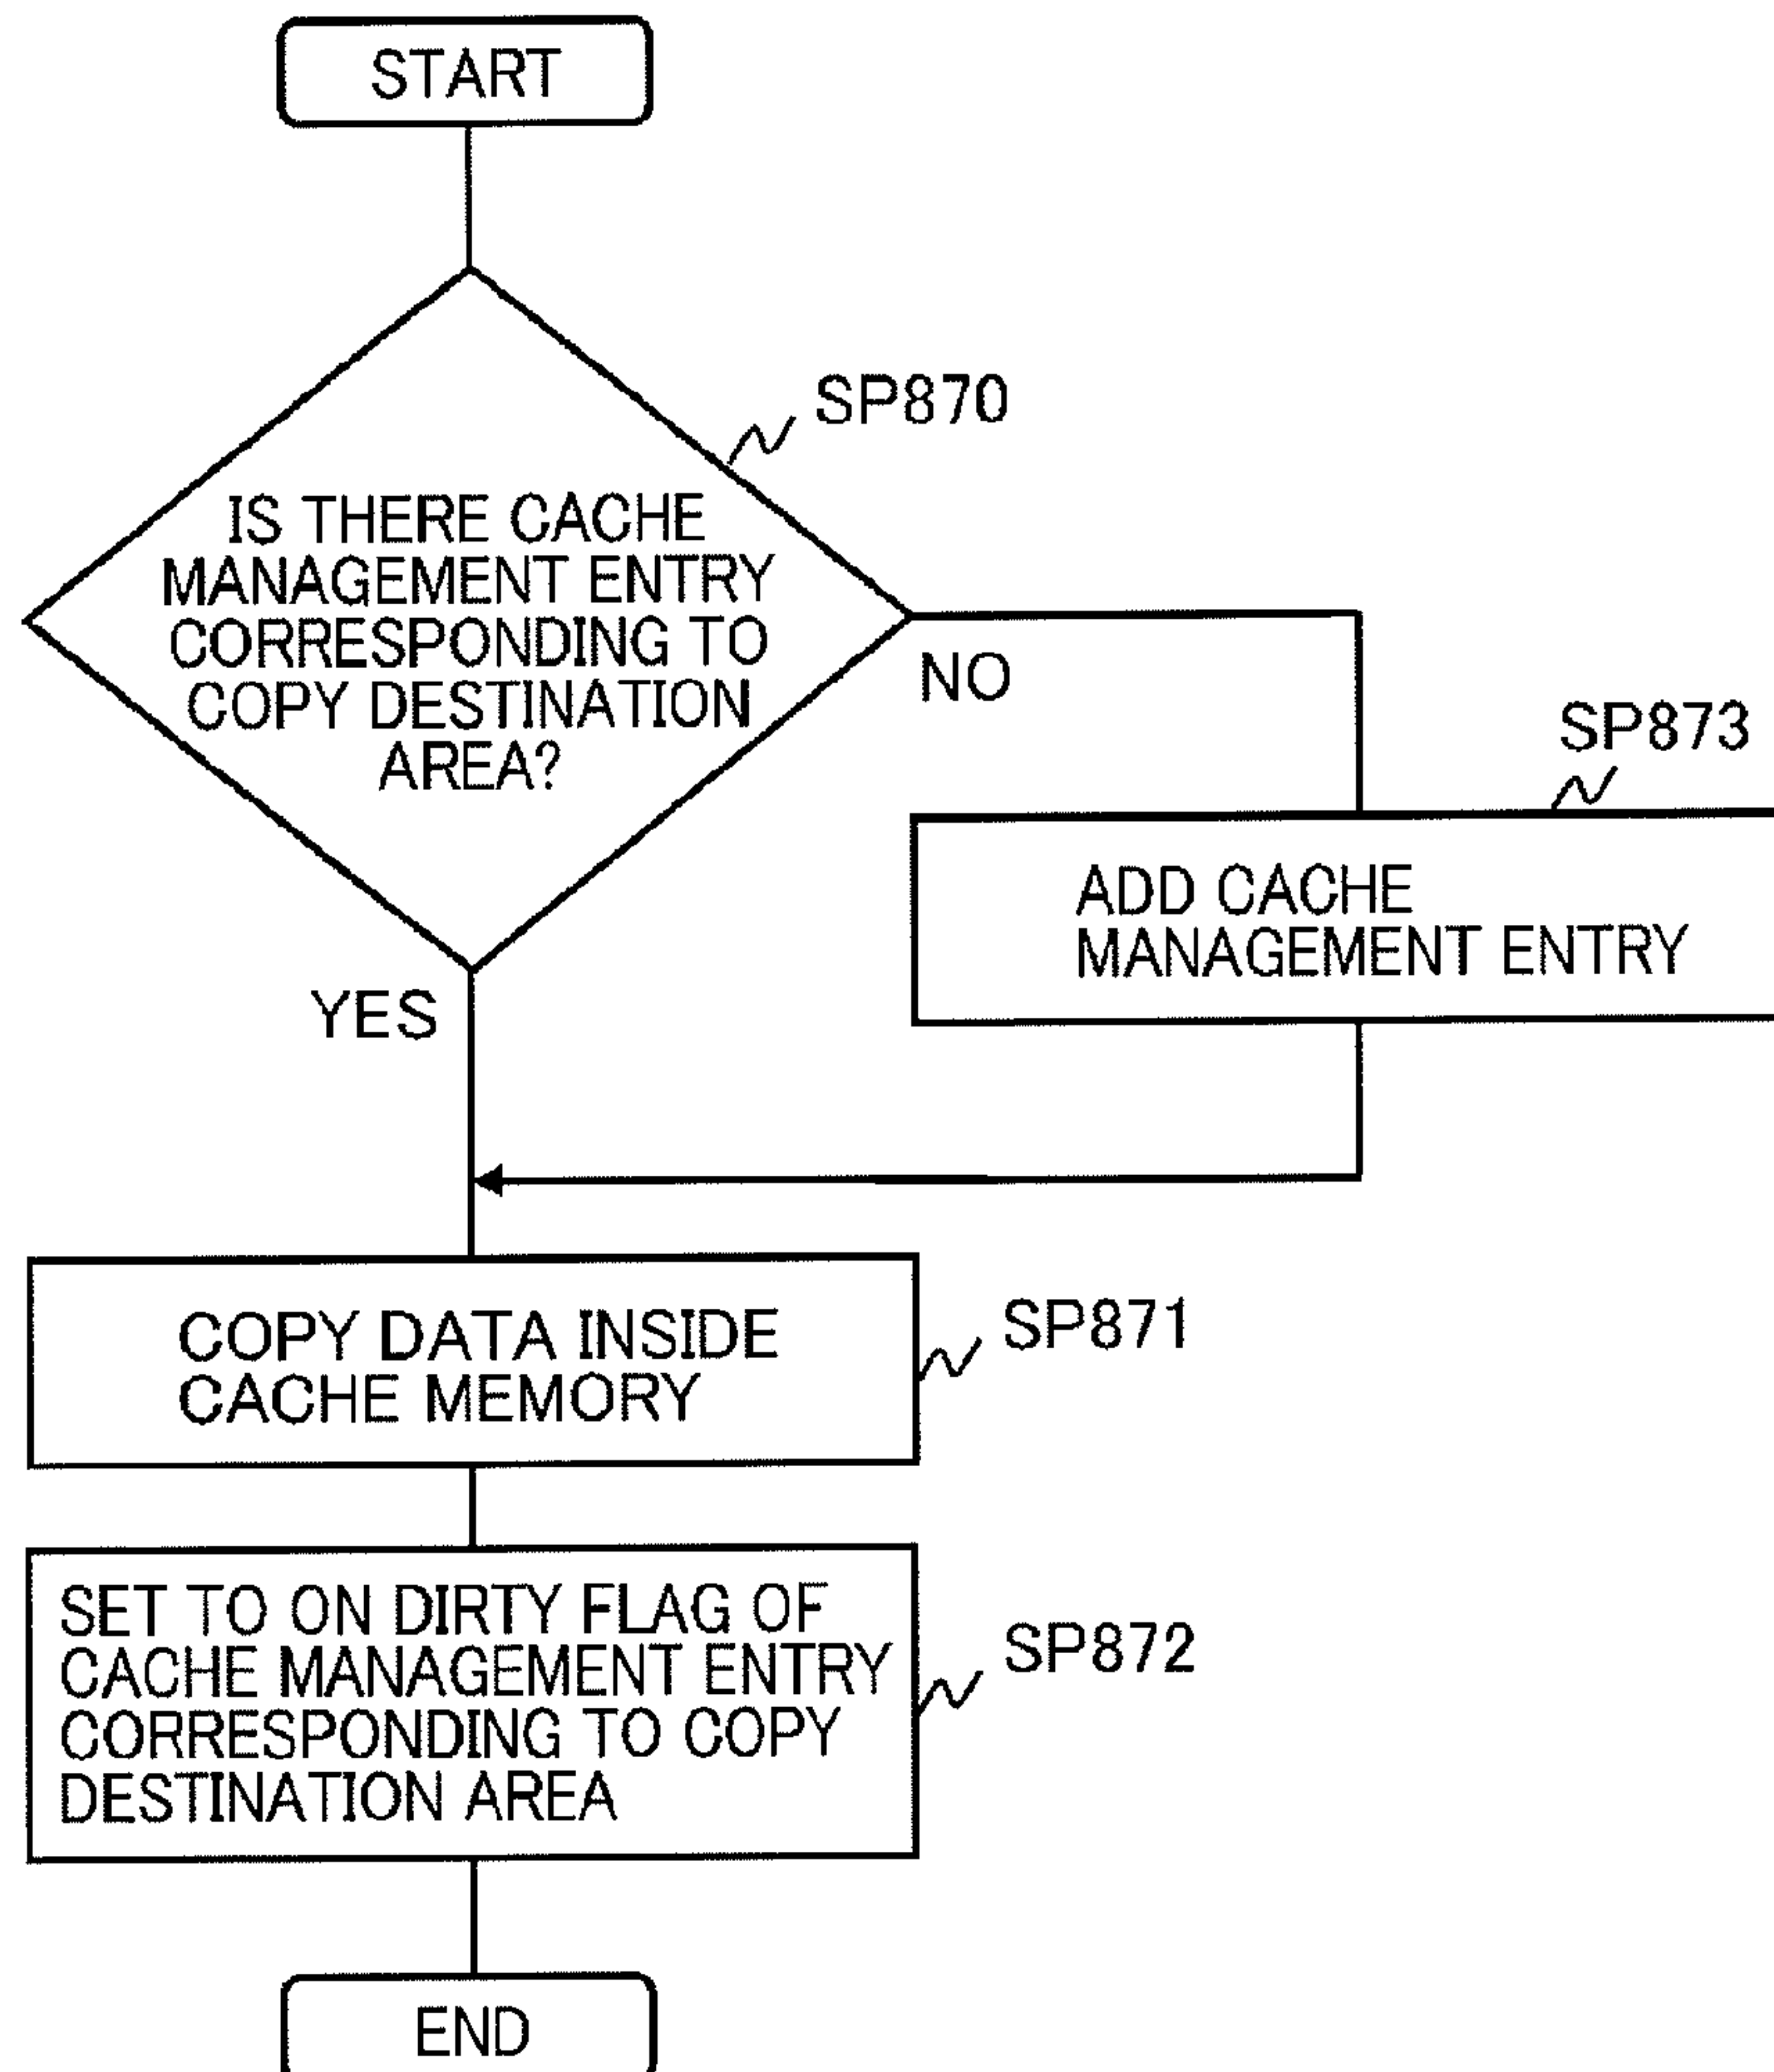 START
SP870
IS THERE CACHE
MANAGEMENT ENTRY
CORRESPONDING TO
COPY DESTINATION
AREA?
NO
SP873
ADD CACHE
MANAGEMENT ENTRY
YES
COPY DATA INSIDE
CACHE MEMORY
SP871
SET TO ON DIRTY FLAG OF
CACHE MANAGEMENT ENTRY
CORRESPONDING TO COPY
DESTINATION AREA
SP872
END